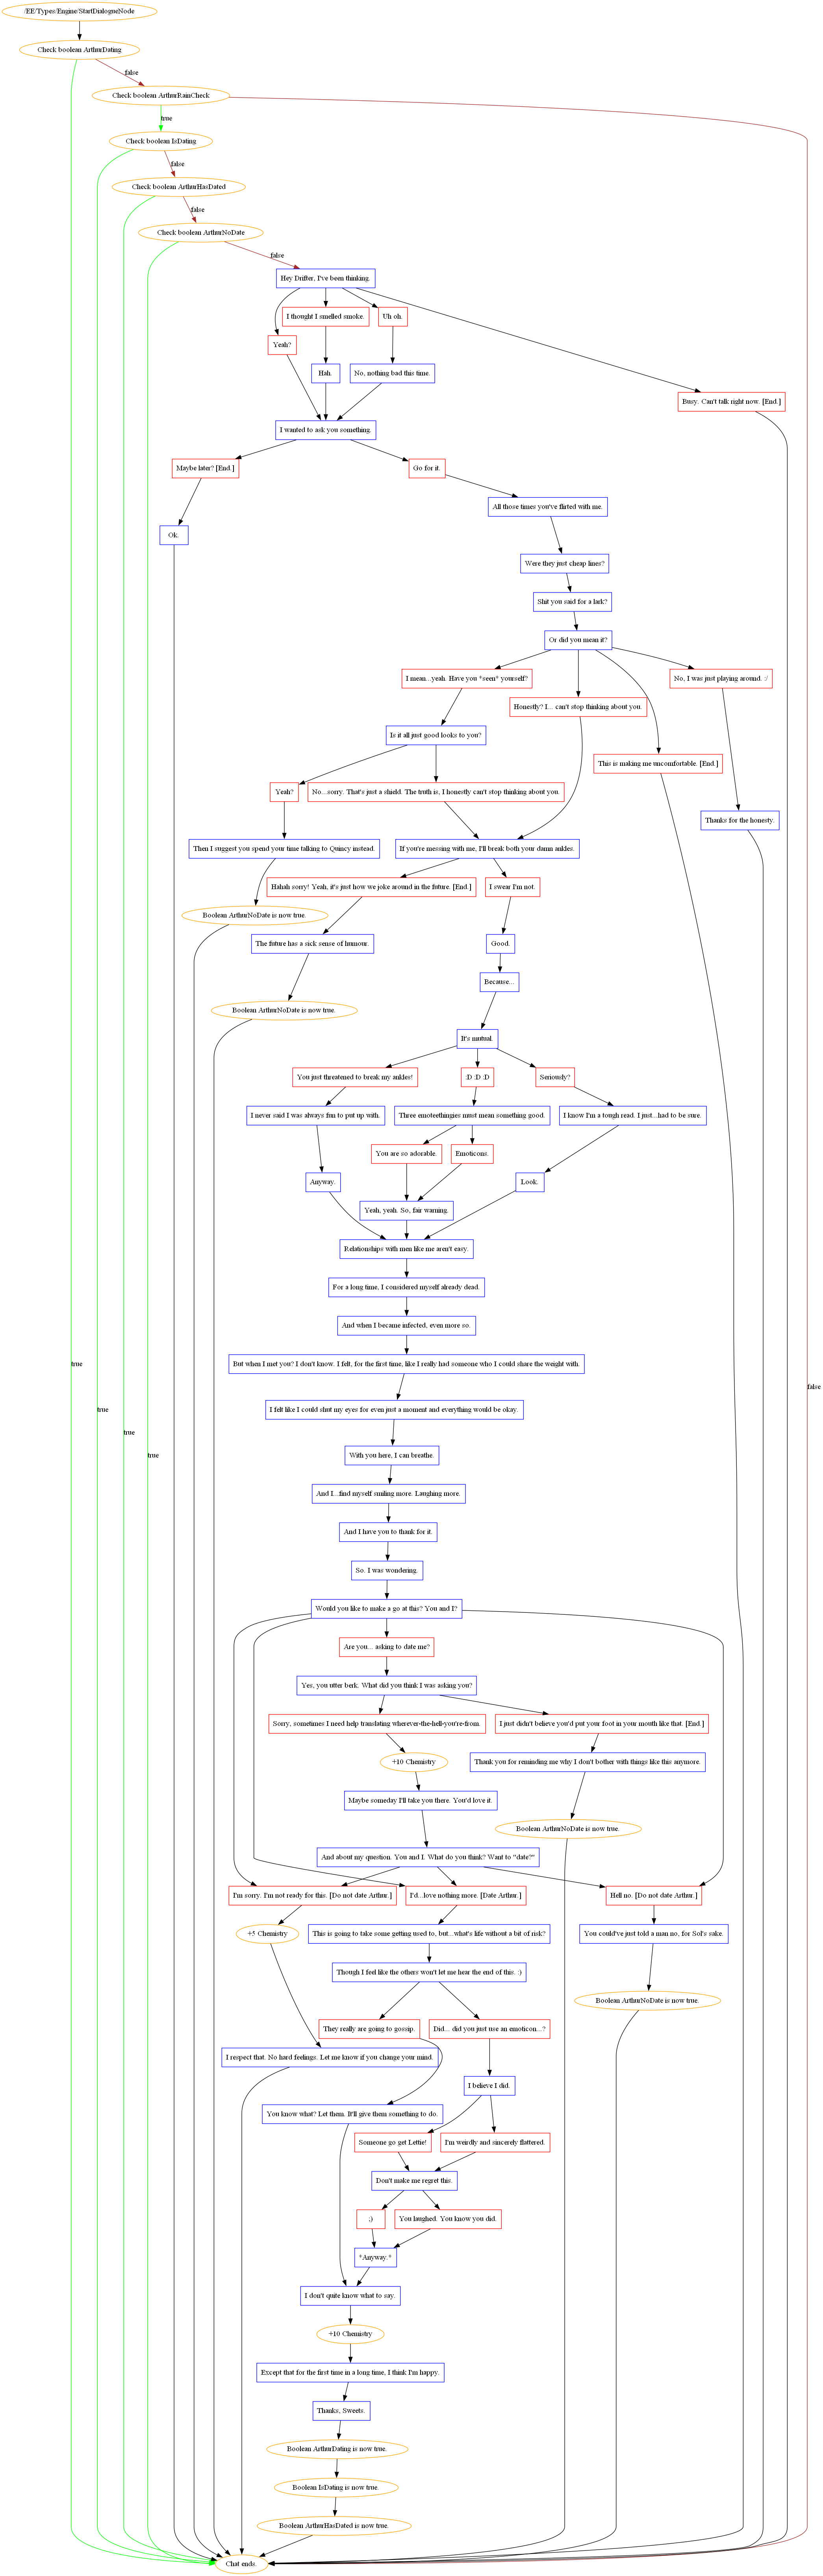 /EE/Types/Engine/StartDialogueNode
Check boolean ArthurDating
false
Check boolean ArthurRainCheck
true
Check boolean IsDating
false
Check boolean ArthurHasDated
false
Check boolean ArthurNoDate
false
Hey Drifter, I've been thinking.
I thought I smelled smoke.
Uh oh.
Yeah?
Hah.
No, nothing bad this time.
Busy. Can't talk right now. [End.]
I wanted to ask you something.
Maybe later? [End.]
Go for it.
All those times you've flirted with me.
Ok.
Were they just cheap lines?
Shit you said for a lark?
Or did you mean it?
I mean...yeah. Have you *seen* yourself?
No, I was just playing around. :/
Honestly? I... can't stop thinking about you.
Is it all just good looks to you?
This is making me uncomfortable. [End.]
Yeah?
No...sorry. That's just a shield. The truth is, I honestly can't stop thinking about you.
Thanks for the honesty.
Then I suggest you spend your time talking to Quincy instead.
If you're messing with me, I'll break both your damn ankles.
Hahah sorry! Yeah, it's just how we joke around in the future. [End.]
I swear I'm not.
Boolean ArthurNoDate is now true.
The future has a sick sense of humour.
Good.
Because...
Boolean ArthurNoDate is now true.
It's mutual.
You just threatened to break my ankles!
:D :D :D
Seriously?
I never said I was always fun to put up with.
Three emoteethingies must mean something good.
I know I'm a tough read. I just...had to be sure.
You are so adorable.
Emoticons.
Anyway.
Look.
Yeah, yeah. So, fair warning.
Relationships with men like me aren't easy.
For a long time, I considered myself already dead.
And when I became infected, even more so.
But when I met you? I don't know. I felt, for the first time, like I really had someone who I could share the weight with.
true
false
I felt like I could shut my eyes for even just a moment and everything would be okay.
true
true
With you here, I can breathe.
true
And I...find myself smiling more. Laughing more.
And I have you to thank for it.
So. I was wondering.
Would you like to make a go at this? You and I?
Are you... asking to date me?
Yes, you utter berk. What did you think I was asking you?
Sorry, sometimes I need help translating wherever-the-hell-you're-from.
I just didn't believe you'd put your foot in your mouth like that. [End.]
+10 Chemistry
Thank you for reminding me why I don't bother with things like this anymore.
Maybe someday I'll take you there. You'd love it.
Boolean ArthurNoDate is now true.
And about my question. You and I. What do you think? Want to "date?"
I'm sorry. I'm not ready for this. [Do not date Arthur.]
I'd...love nothing more. [Date Arthur.]
Hell no. [Do not date Arthur.]
+5 Chemistry
This is going to take some getting used to, but...what's life without a bit of risk?
You could've just told a man no, for Sol's sake.
Though I feel like the others won't let me hear the end of this. :)
Boolean ArthurNoDate is now true.
They really are going to gossip.
Did... did you just use an emoticon...?
I respect that. No hard feelings. Let me know if you change your mind.
I believe I did.
You know what? Let them. It'll give them something to do.
Someone go get Lettie!
I'm weirdly and sincerely flattered.
Don't make me regret this.
;)
You laughed. You know you did.
*Anyway.*
I don't quite know what to say.
+10 Chemistry
Except that for the first time in a long time, I think I'm happy.
Thanks, Sweets.
Boolean ArthurDating is now true.
Boolean IsDating is now true.
Boolean ArthurHasDated is now true.
Chat ends.